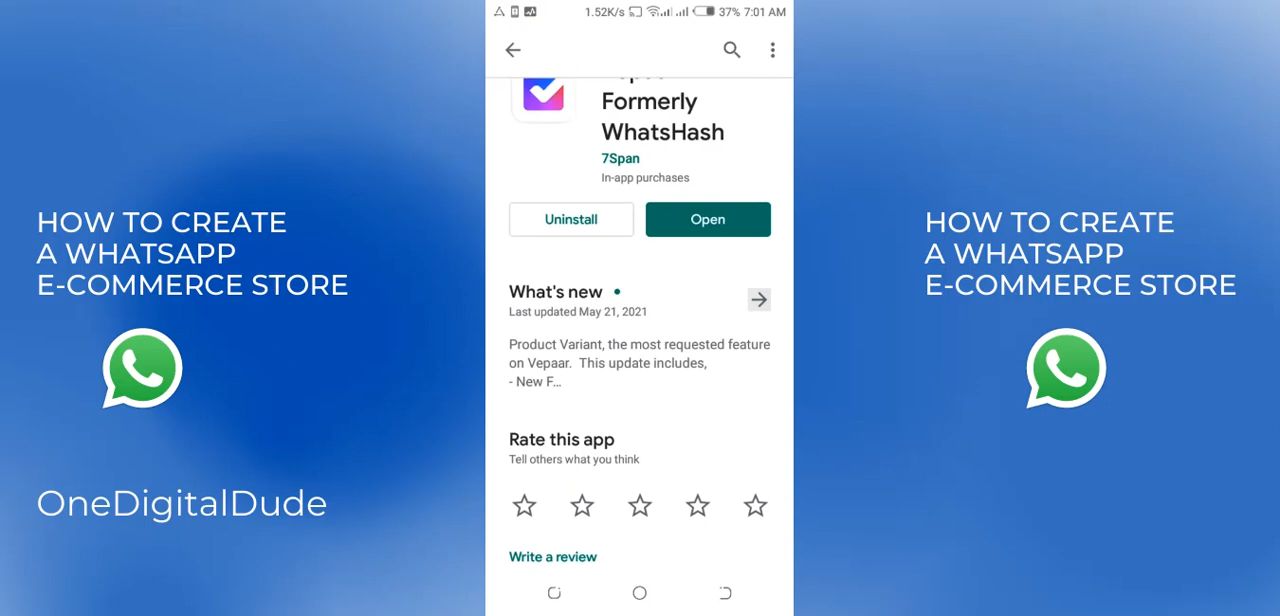 HOW TO CREATE
A WHATSAPP
E-COMMERCE STORE
OneDigitalDude
1.52K/s 37% 7:01 AM
Formerly
WhatsHash
7Span
In-app purchases
Uninstall
Open
What's new
Last updated May 21, 2021
Product Variant, the most requested feature
on Vepaar.  This update includes,
- New F...
Rate this app
Tell others what you think
Write a review
HOW TO CREATE
A WHATSAPP
E-COMMERCE STORE